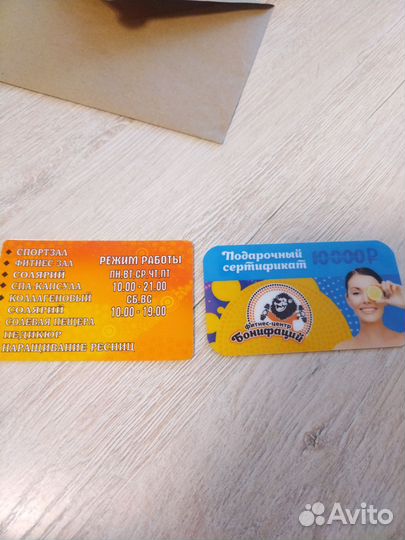 СПОРТЗАЛ
ФИТНЕС-ЗАЛ
СОЛЯРИЙ
СПА КАПСУЛА
КОЛЛАГЕНОВЫЙ
СОЛЯРИЙ
СОЛЕВАЯ ПЕЩЕРА
ПЕДИКЮР
НАРАЩИВАНИЕ РЕСНИЦ
РЕЖИМ РАБОТЫ
ПН.ВТ.СР.ЧТ.ПТ
10:00 - 21:00
СБ.ВС
10:00 - 19:00
Подарочный
сертификат 10000₽
ФИТНЕС-ЦЕНТР
Бонифаций
Avito